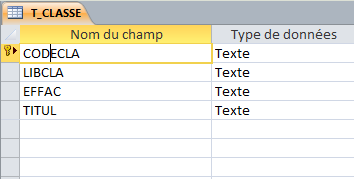 T_CLASSE
Nom du champ Type de données
CODECLA Texte
LIBCLA Texte
EFFAC Texte
TITUL Texte